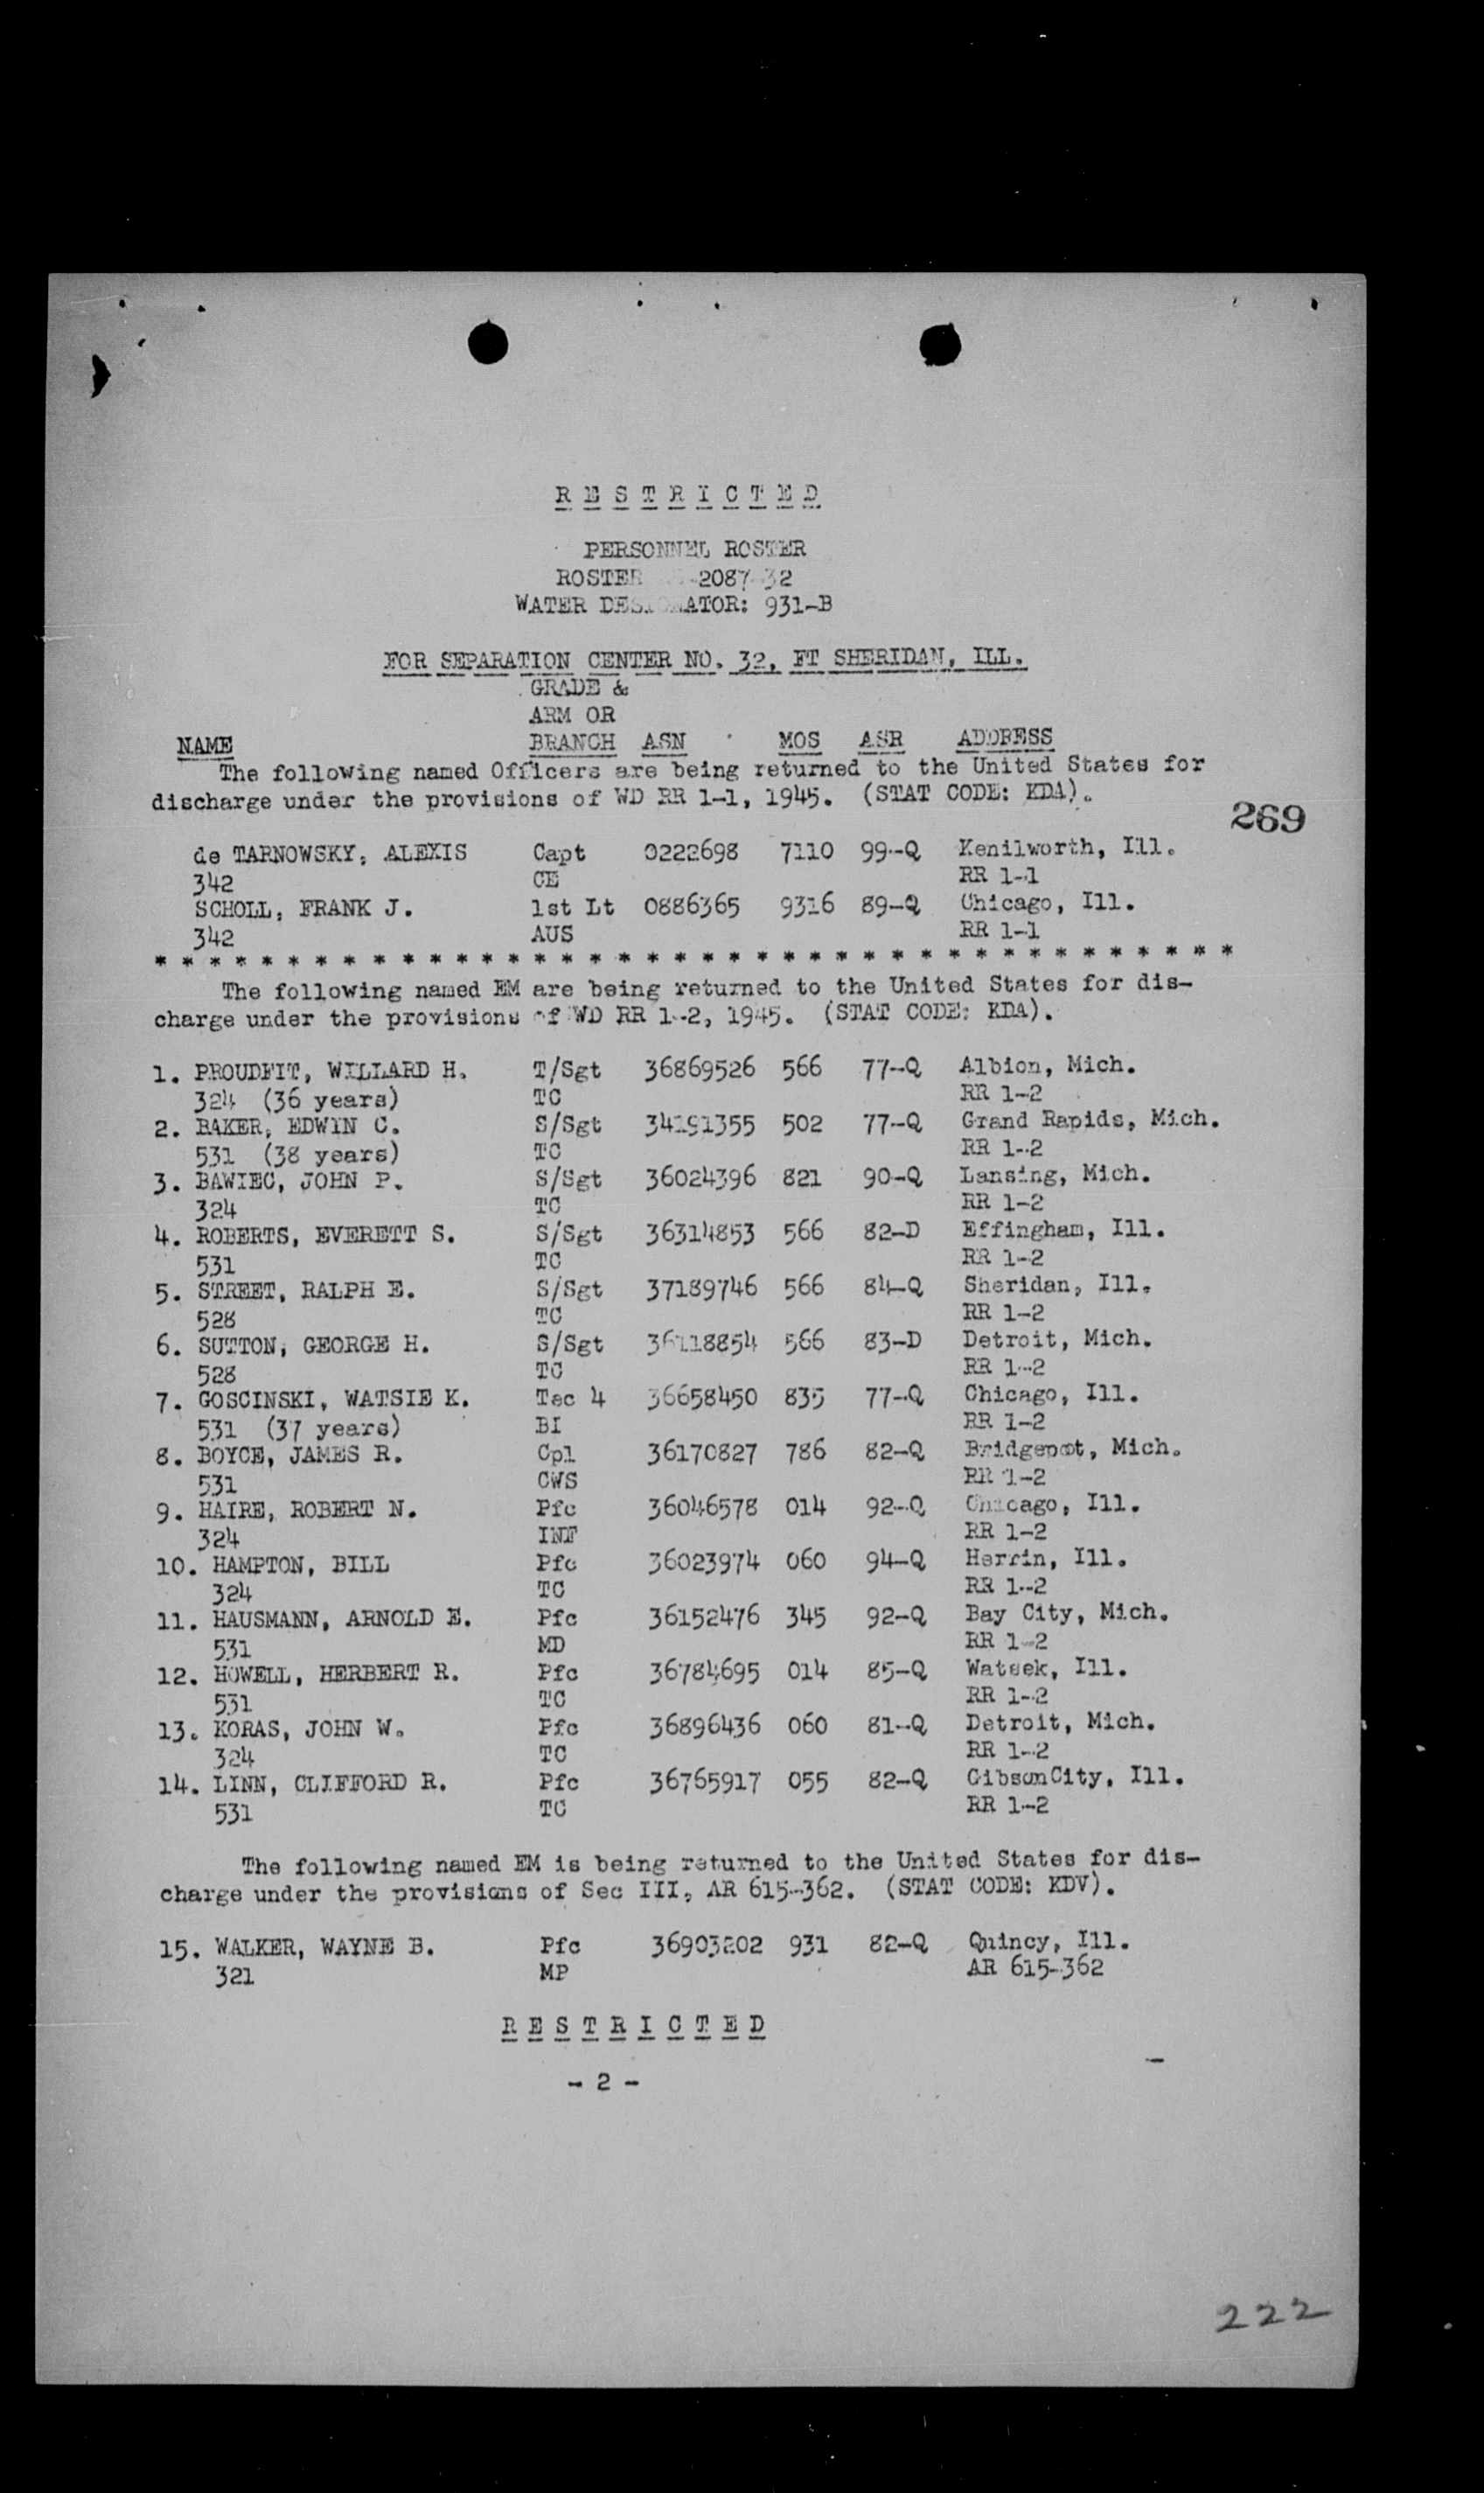 R E S T R I C T E D
PERSONNEL ROSTER
ROSTER 2087 32
WATER DESIGNATOR: 931-B
FOR SEPARATION CENTER NO. 32, FT SHERIDAN, ILL.
GRADE &
ARM OR
NAME BRANCH ASN MOS ASR ADDRESS
The following named Officers are being returned to the United States for
discharge under the provisions of WD RR 1-1, 1945. (STAT CODE: KDA).
269
de TARNOWSKY, ALEXIS Capt 0222698 7110 99-Q Kenilworth, Ill.
342 CE RR 1-1
SCHOLL, FRANK J. 1st Lt 0886365 9316 89-Q Chicago, Ill.
342 AUS RR 1-1
* * * * * * * * * * * * * * * * * * * * * * * * * * * * * * * * * * * * * * * *
The following named EM are being returned to the United States for dis-
charge under the provisions of WD RR 1-2, 1945. (STAT CODE: KDA).
1. PROUDFIT, WILLARD H. T/Sgt 36869526 566 77-Q Albion, Mich.
324 (36 years) TC RR 1-2
2. BAKER, EDWIN C. S/Sgt 34191355 502 77-Q Grand Rapids, Mich.
531 (38 years) TC RR 1-2
3. BAWIEC, JOHN P. S/Sgt 36024396 821 90-Q Lansing, Mich.
324 TC RR 1-2
4. ROBERTS, EVERETT S. S/Sgt 36314853 566 82-D Effingham, Ill.
531 TC RR 1-2
5. STREET, RALPH E. S/Sgt 37189746 566 84-Q Sheridan, Ill.
528 TC RR 1-2
6. SUTTON, GEORGE H. S/Sgt 36118854 566 83-D Detroit, Mich.
528 TC RR 1-2
7. GOSCINSKI, WATSIE K. Tec 4 36658450 835 77-Q Chicago, Ill.
531 (37 years) BI RR 1-2
8. BOYCE, JAMES R. Cpl 36170827 786 82-Q Bridgepot, Mich.
531 CWS RR 1-2
9. HAIRE, ROBERT N. Pfc 36046578 014 92-Q Chicago, Ill.
324 INF RR 1-2
10. HAMPTON, BILL Pfc 36023974 060 94-Q Herrin, Ill.
324 TC RR 1-2
11. HAUSMANN, ARNOLD E. Pfc 36152476 345 92-Q Bay City, Mich.
531 MD RR 1-2
12. HOWELL, HERBERT R. Pfc 36784695 014 85-Q Watsek, Ill.
531 TC RR 1-2
13. KORAS, JOHN W. Pfc 36896436 060 81-Q Detroit, Mich.
324 TC RR 1-2
14. LINN, CLIFFORD R. Pfc 36765917 055 82-Q GibsonCity, Ill.
531 TC RR 1-2
The following named EM is being returned to the United States for dis-
charge under the provisions of Sec III, AR 615-362. (STAT CODE: KDV).
15. WALKER, WAYNE B. Pfc 36903202 931 82-Q Quincy, Ill.
321 MP AR 615-362
R E S T R I C T E D
- 2 -
222